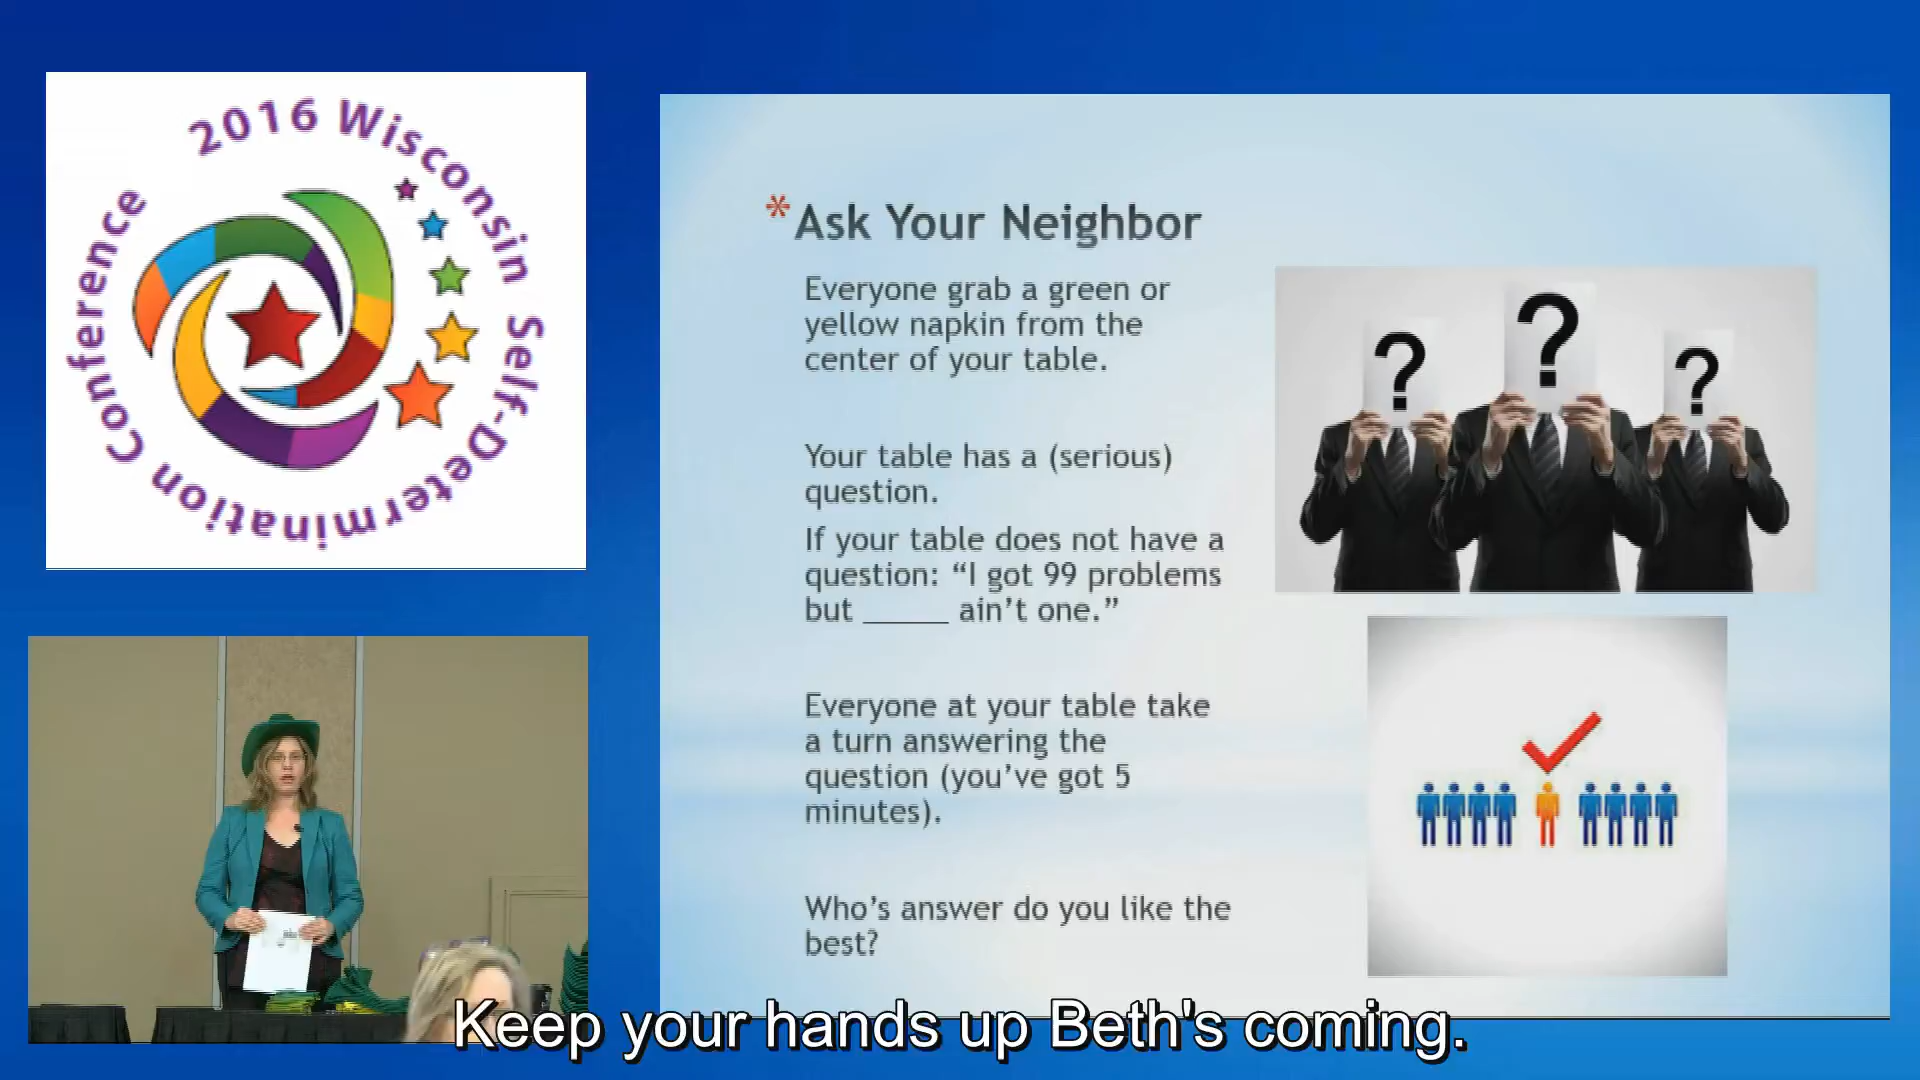 2016 Wisconsin Self-Determination Conference
*Ask Your Neighbor
Everyone grab a green or
yellow napkin from the
center of your table.
Your table has a (serious)
question.
If your table does not have a
question: “I got 99 problems
but _____ ain’t one.”
Everyone at your table take
a turn answering the
question (you’ve got 5
minutes).
Who’s answer do you like the
best?
?
?
?
Keep your hands up Beth's coming.